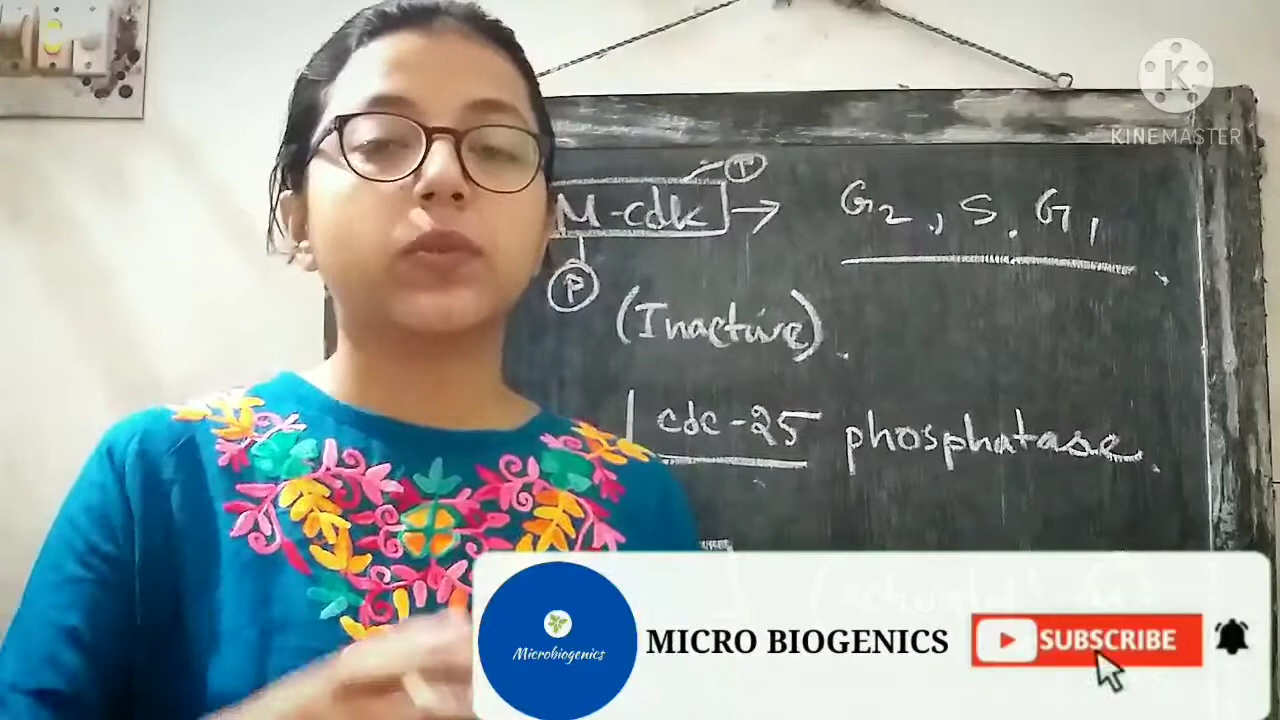 KINEMASTER
P
M-cdk → G₂, S, G₁
P
(Inactive).
cdc-25 phosphatase.
Microbiogenics
MICRO BIOGENICS
SUBSCRIBE